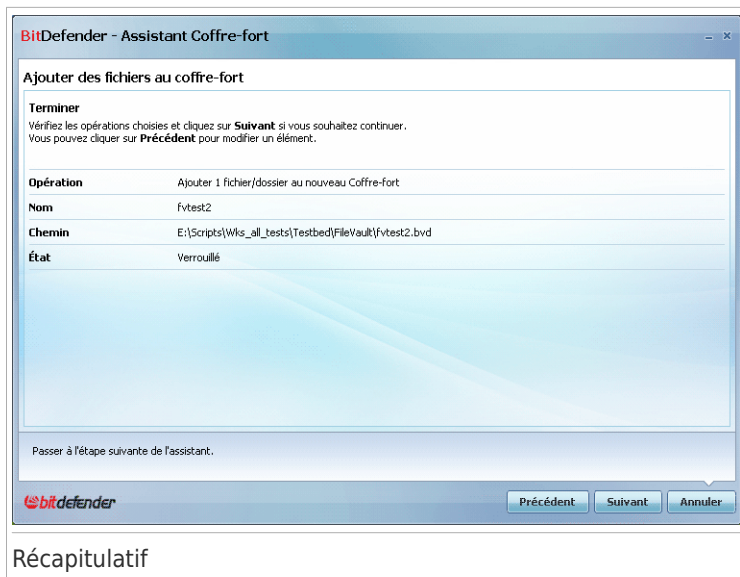 BitDefender - Assistant Coffre-fort
Ajouter des fichiers au coffre-fort
Terminer
Vérifiez les opérations choisies et cliquez sur Suivant si vous souhaitez continuer.
Vous pouvez cliquer sur Précédent pour modifier un élément.
Opération Ajouter 1 fichier/dossier au nouveau Coffre-fort
Nom fvtest2
Chemin E:\Scripts\Wks_all_tests\Testbed\FileVault\fvtest2.bvd
État Verrouillé
Passer à l'étape suivante de l'assistant.
bitdefender Précédent Suivant Annuler
Récapitulatif